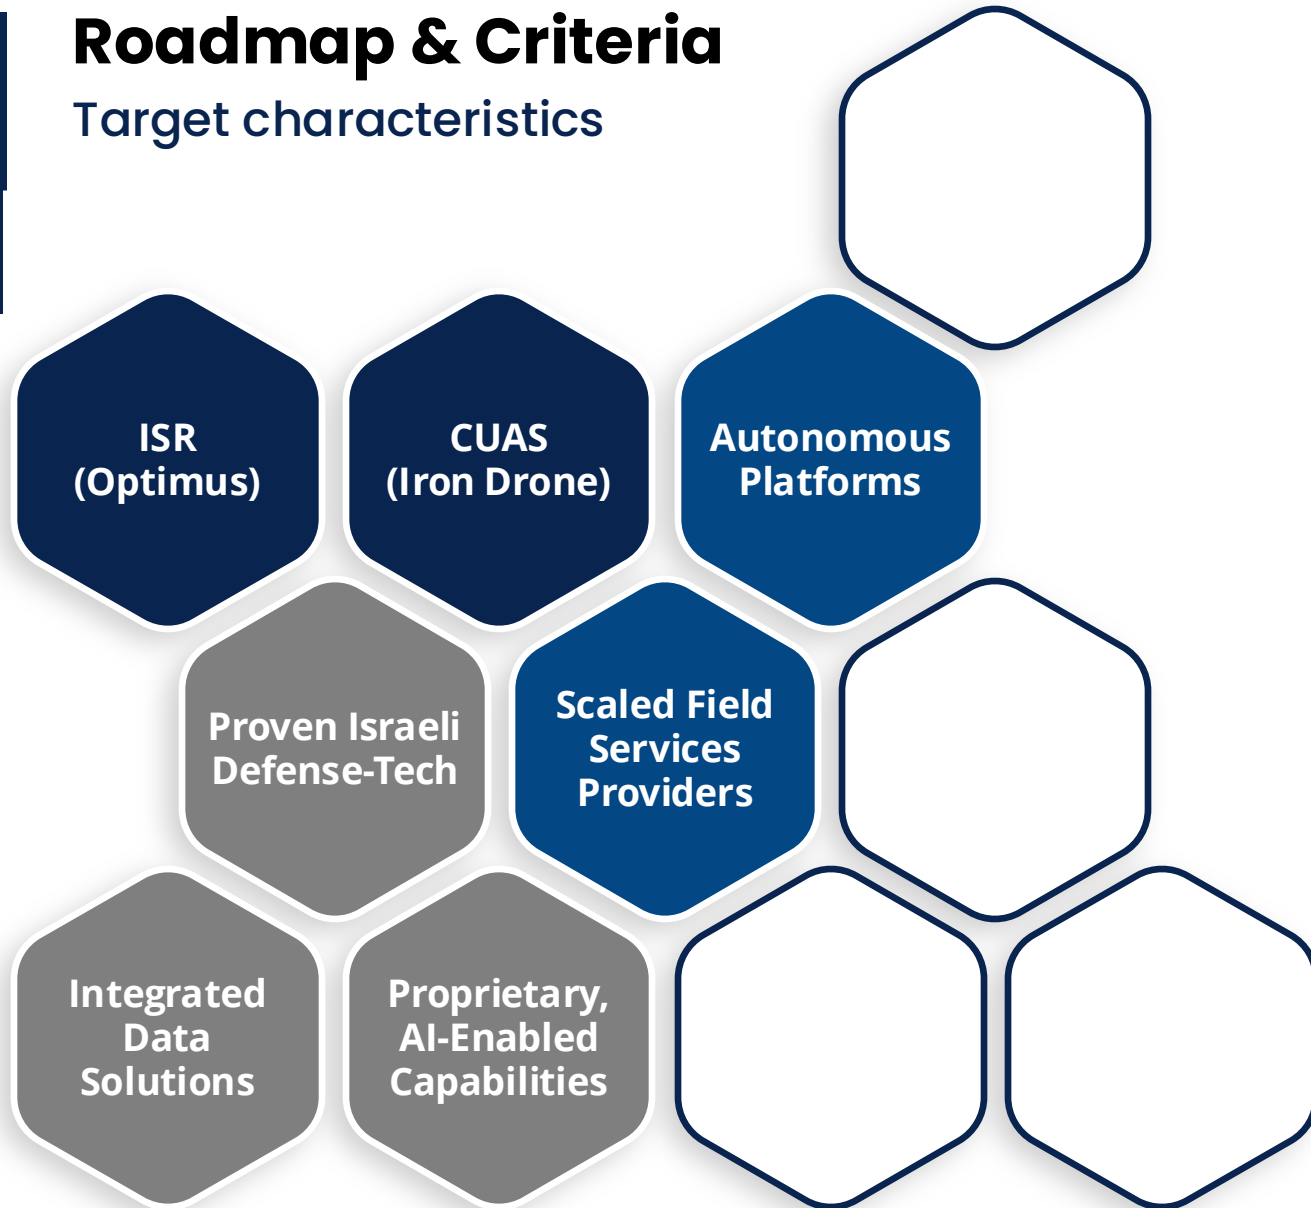 Roadmap & Criteria
Target characteristics
ISR
(Optimus)
CUAS
(Iron Drone)
Autonomous
Platforms
Proven Israeli
Defense-Tech
Scaled Field
Services
Providers
Integrated
Data
Solutions
Proprietary,
AI-Enabled
Capabilities